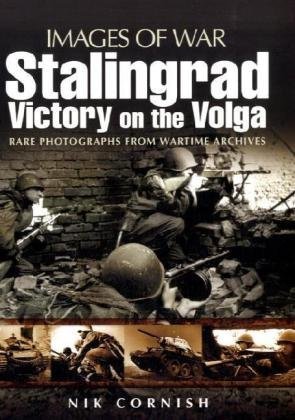 IMAGES OF WAR
Stalingrad
Victory on the Volga
RARE PHOTOGRAPHS FROM WARTIME ARCHIVES
NIK CORNISH